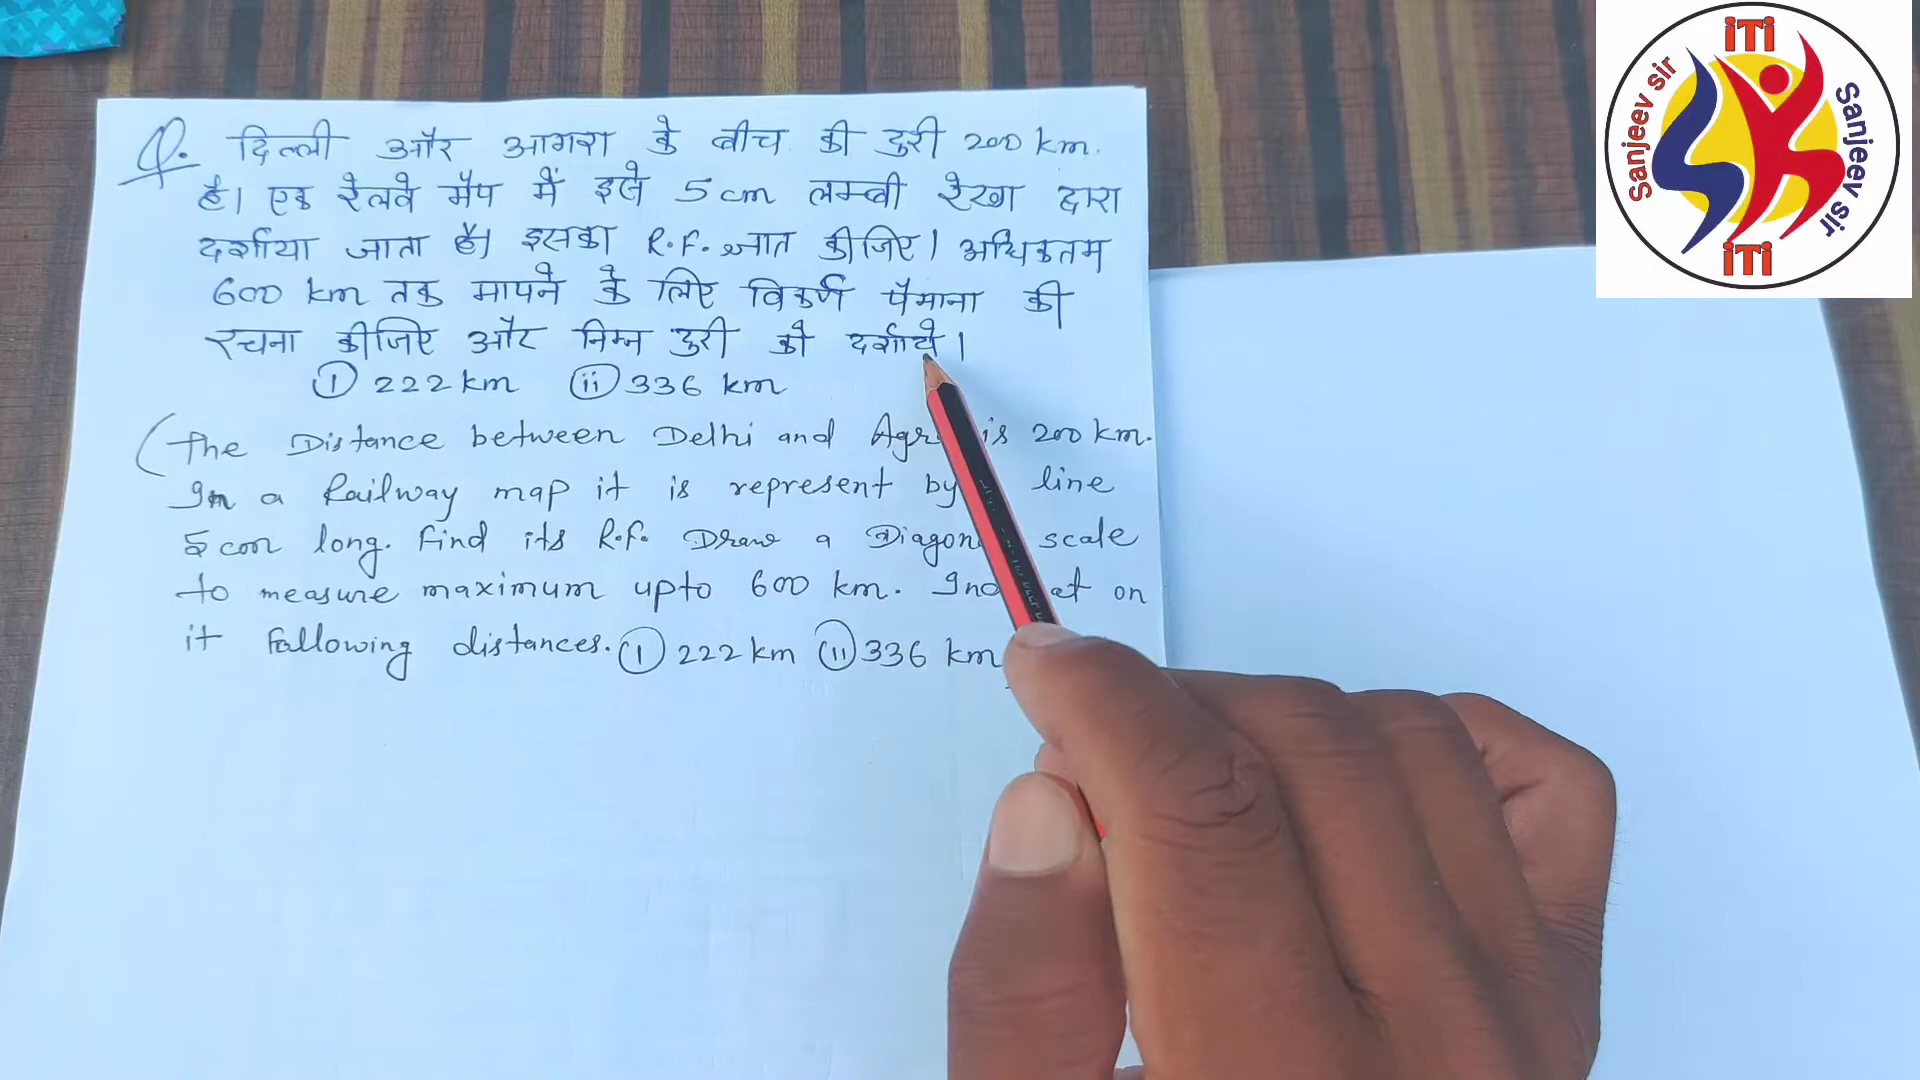 Q. दिल्ली और आगरा के बीच की दुरी 200 km.
है। एक रेलवे मैप में इसे 5 cm लम्बी रेखा द्वारा
दर्शाया जाता है। इसका R.F. ज्ञात कीजिए। अधिकतम
600 km तक मापने के लिए विकर्ण पैमाना की
रचना कीजिए और निम्न दुरी को दर्शाये।
(i) 222 km (ii) 336 km
(The Distance between Delhi and is 200 km.
In a Railway map it is represent by line
5 cm long. Find its R.F. Draw a scale
to measure maximum upto 600 km. on
it following distances. (i) 222 km (ii) 336 km
iTi
Sanjeev sir
Sanjeev sir
iTi